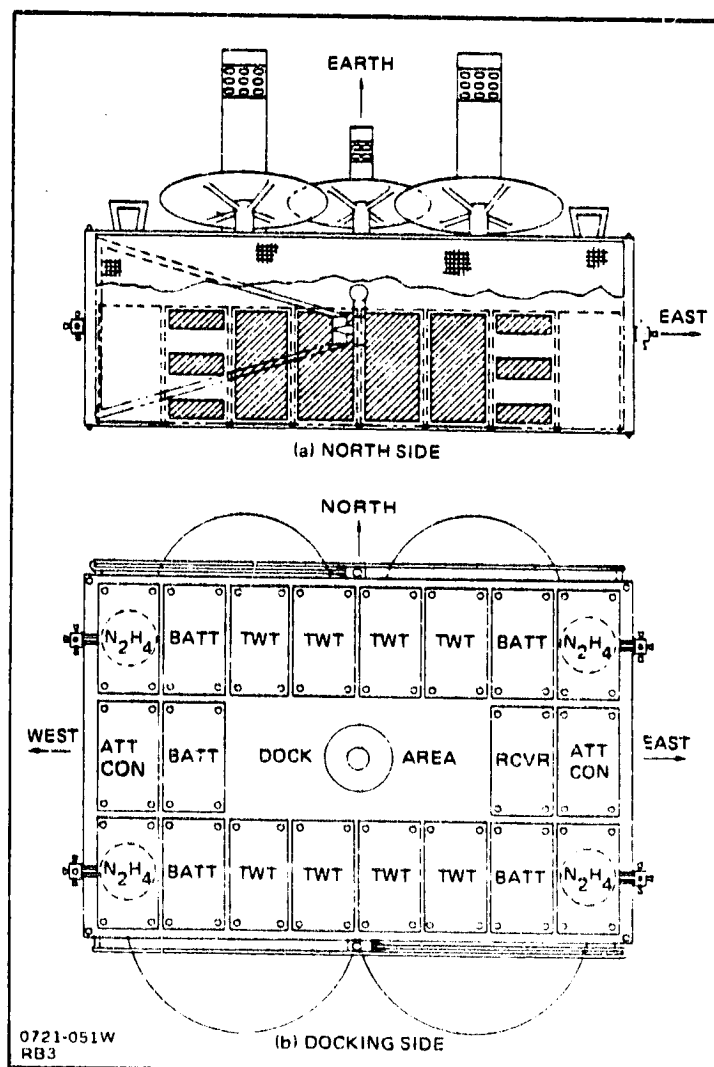 EARTH
EAST
(a) NORTH SIDE
NORTH
N2H4 BATT TWT TWT TWT TWT BATT N2H4
WEST ATT CON BATT DOCK AREA RCVR ATT CON EAST
N2H4 BATT TWT TWT TWT TWT BATT N2H4
(b) DOCKING SIDE
0721-051W
RB3